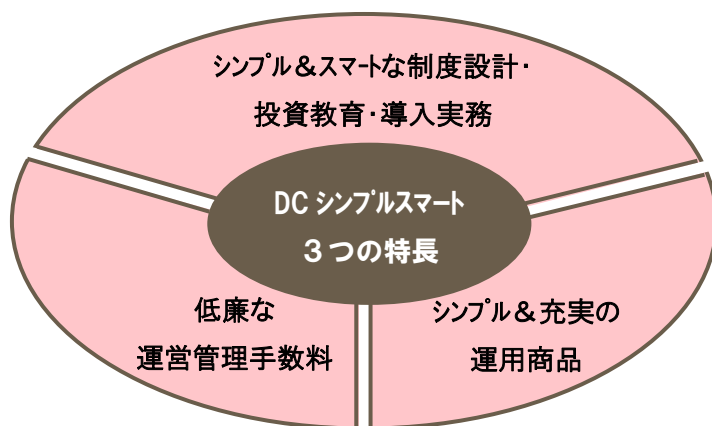 シンプル＆スマートな制度設計・
投資教育・導入実務
DC シンプルスマート
３つの特長
低廉な
運営管理手数料
シンプル＆充実の
運用商品